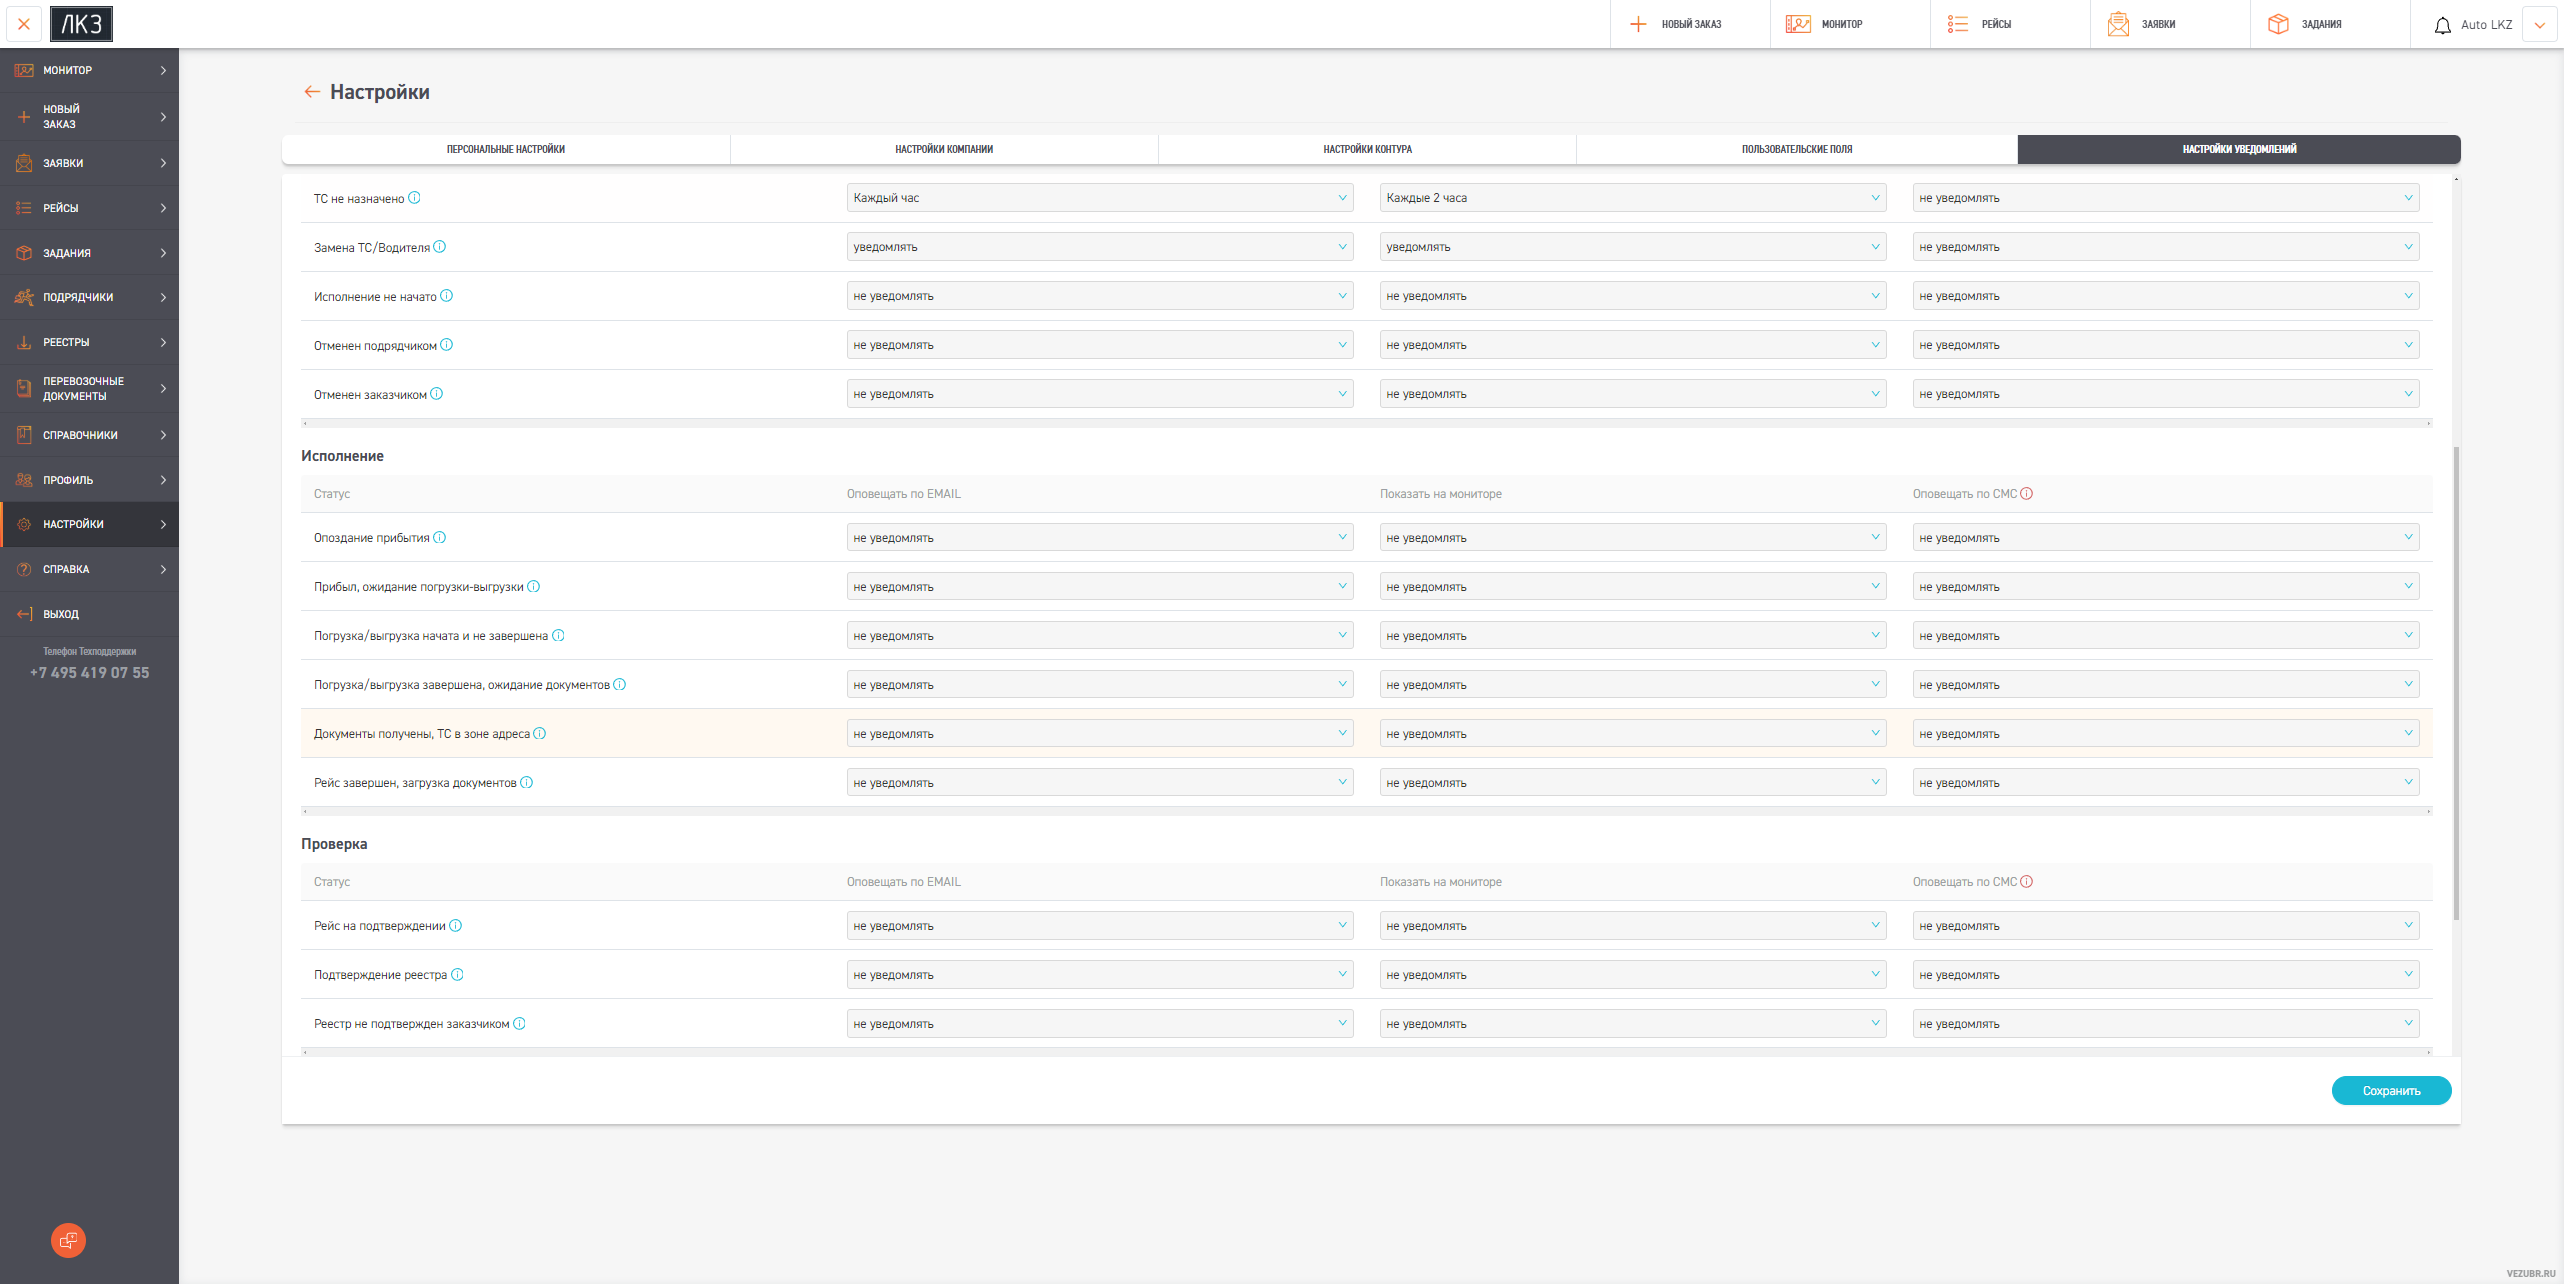 ЛКЗ
НОВЫЙ ЗАКАЗ
МОНИТОР
РЕЙСЫ
ЗАЯВКИ
ЗАДАНИЯ
Auto LKZ
МОНИТОР
НОВЫЙ
ЗАКАЗ
ЗАЯВКИ
РЕЙСЫ
ЗАДАНИЯ
ПОДРЯДЧИКИ
РЕЕСТРЫ
ПЕРЕВОЗОЧНЫЕ
ДОКУМЕНТЫ
СПРАВОЧНИКИ
ПРОФИЛЬ
НАСТРОЙКИ
СПРАВКА
ВЫХОД
Телефон Техподдержки
+7 495 419 07 55
Настройки
ПЕРСОНАЛЬНЫЕ НАСТРОЙКИ
НАСТРОЙКИ КОМПАНИИ
НАСТРОЙКИ КОНТУРА
ПОЛЬЗОВАТЕЛЬСКИЕ ПОЛЯ
НАСТРОЙКИ УВЕДОМЛЕНИЙ
ТС не назначено Каждый час Каждые 2 часа не уведомлять
Замена ТС/Водителя уведомлять уведомлять не уведомлять
Исполнение не начато не уведомлять не уведомлять не уведомлять
Отменен подрядчиком не уведомлять не уведомлять не уведомлять
Отменен заказчиком не уведомлять не уведомлять не уведомлять
Исполнение
Статус Оповещать по EMAIL Показать на мониторе Оповещать по СМС
Опоздание прибытия не уведомлять не уведомлять не уведомлять
Прибыл, ожидание погрузки-выгрузки не уведомлять не уведомлять не уведомлять
Погрузка/выгрузка начата и не завершена не уведомлять не уведомлять не уведомлять
Погрузка/выгрузка завершена, ожидание документов не уведомлять не уведомлять не уведомлять
Документы получены, ТС в зоне адреса не уведомлять не уведомлять не уведомлять
Рейс завершен, загрузка документов не уведомлять не уведомлять не уведомлять
Проверка
Статус Оповещать по EMAIL Показать на мониторе Оповещать по СМС
Рейс на подтверждении не уведомлять не уведомлять не уведомлять
Подтверждение реестра не уведомлять не уведомлять не уведомлять
Реестр не подтвержден заказчиком не уведомлять не уведомлять не уведомлять
Сохранить
VEZUBR.RU